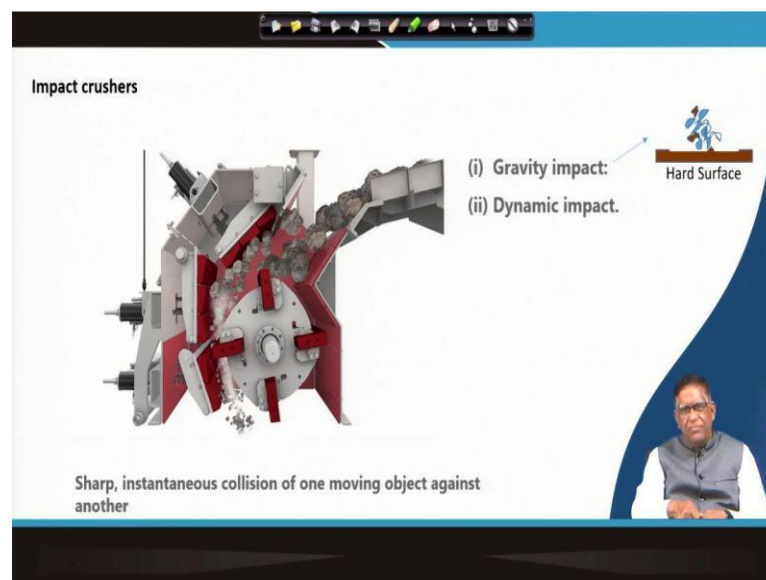 Impact crushers
(i) Gravity impact:
(ii) Dynamic impact.
Hard Surface
Sharp, instantaneous collision of one moving object against
another